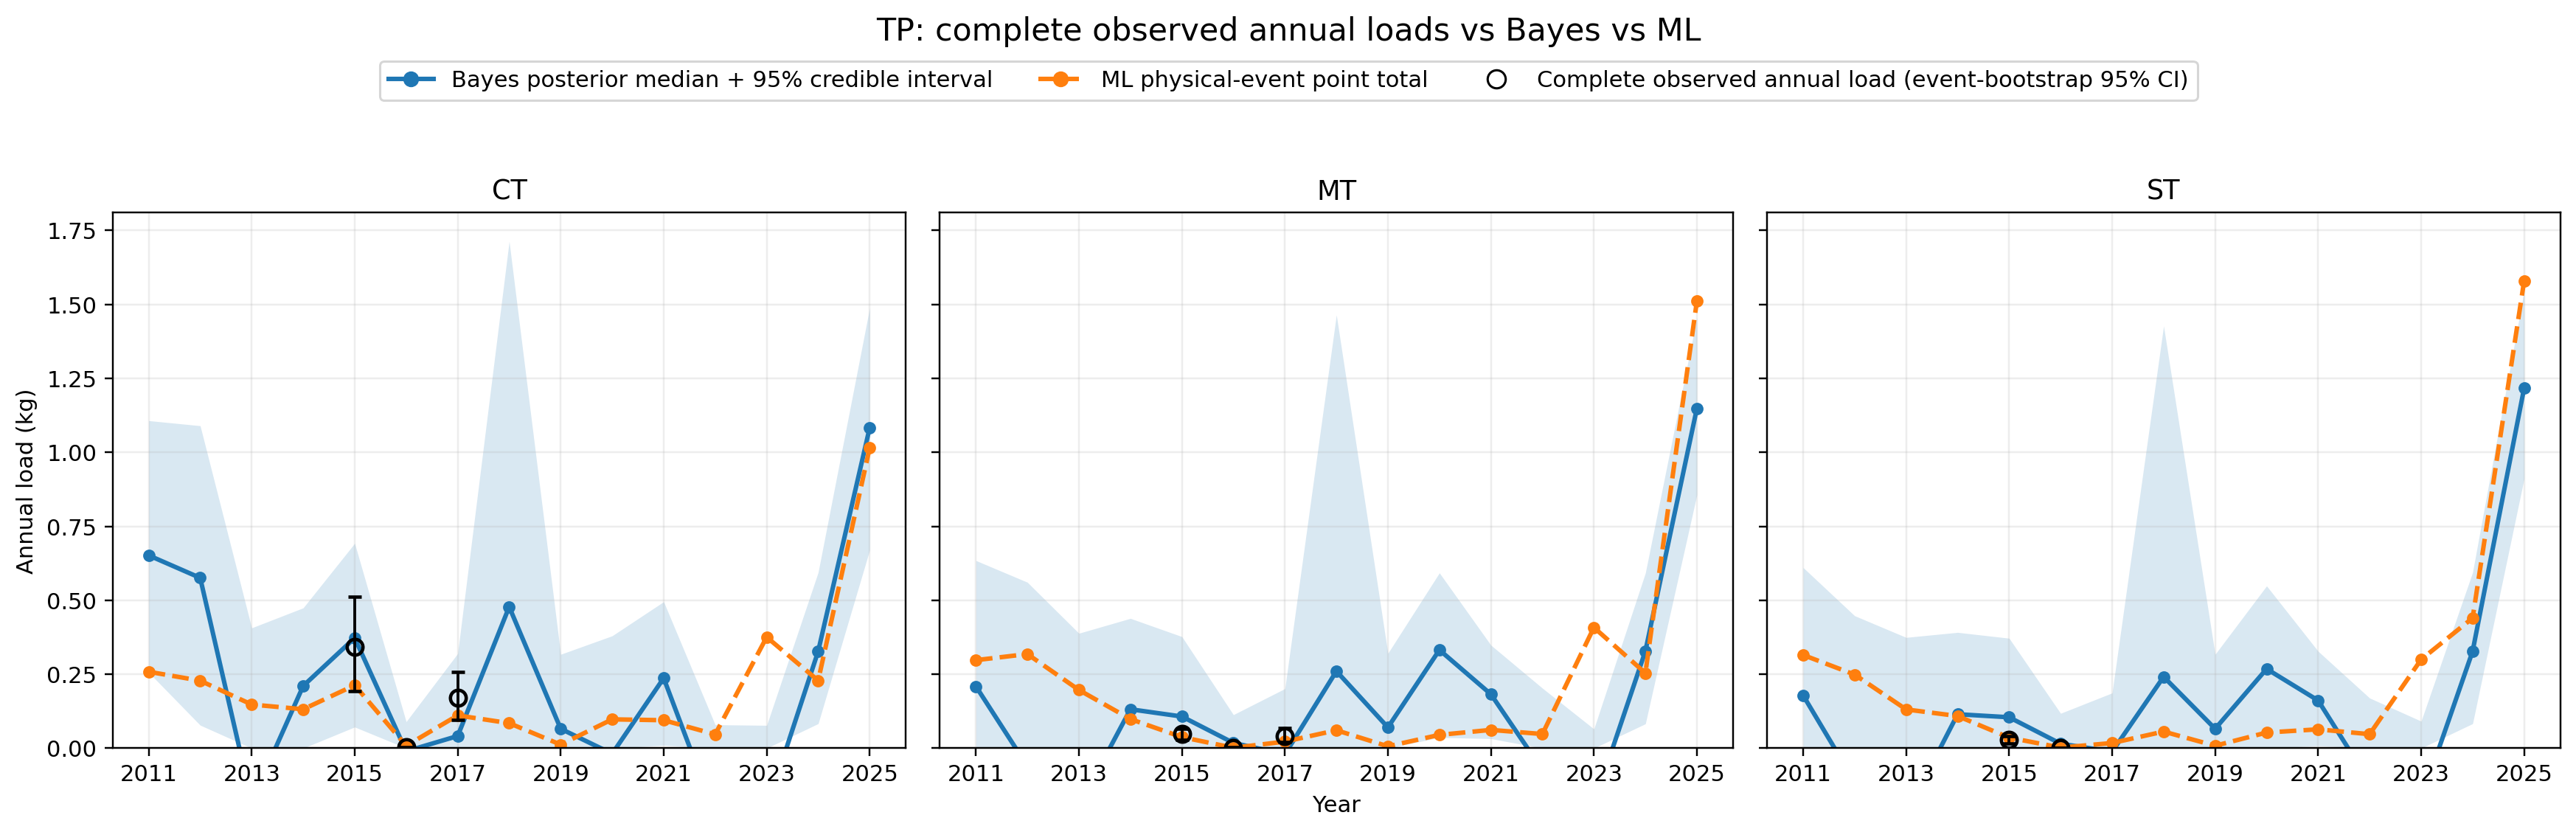 TP: complete observed annual loads vs Bayes vs ML
Bayes posterior median + 95% credible interval
ML physical-event point total
Complete observed annual load (event-bootstrap 95% CI)
CT
MT
ST
Annual load (kg)
1.75
1.50
1.25
1.00
0.75
0.50
0.25
0.00
2011 2013 2015 2017 2019 2021 2023 2025
2011 2013 2015 2017 2019 2021 2023 2025
2011 2013 2015 2017 2019 2021 2023 2025
Year